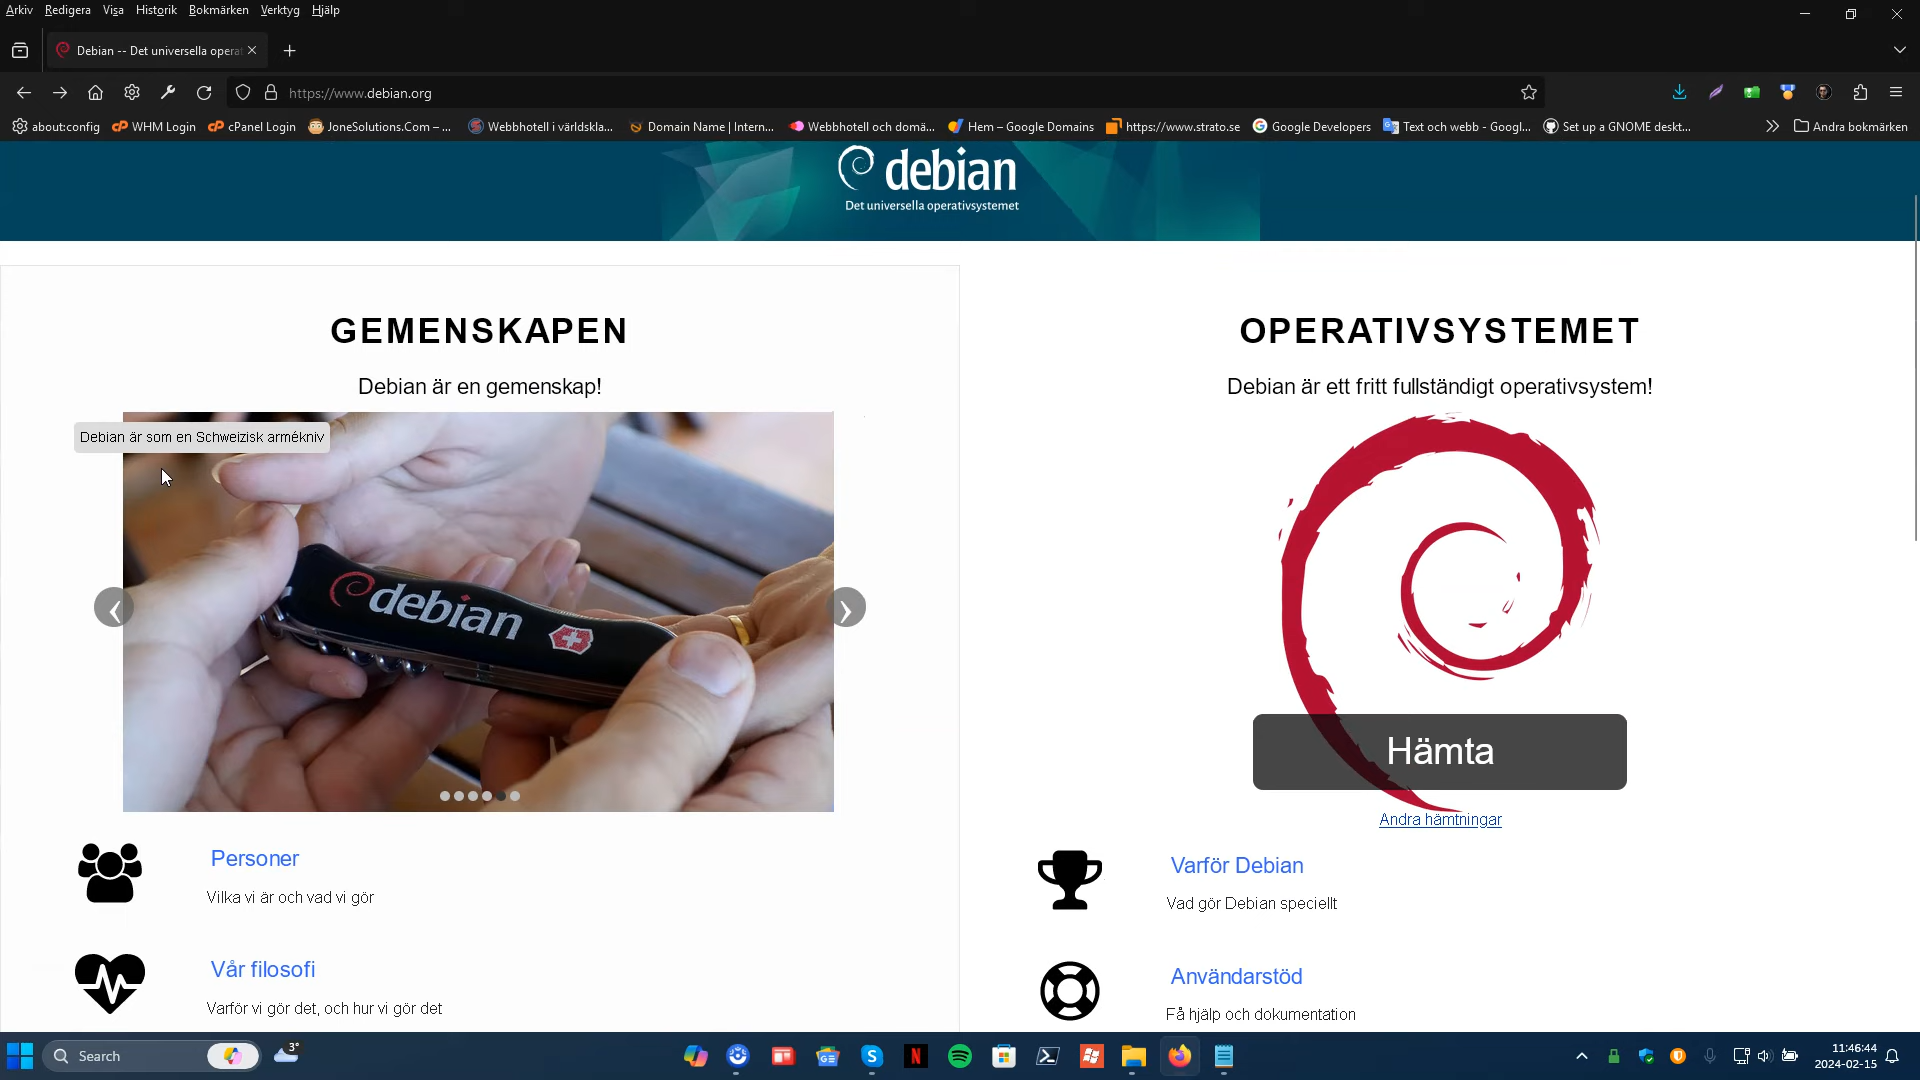 Arkiv Redigera Visa Historik Bokmärken Verktyg Hjälp
Debian -- Det universella operat
https://www.debian.org
about:config WHM Login cPanel Login JoneSolutions.Com – ... Webbhotell i världskla... Domain Name | Intern... Webbhotell och domä... Hem – Google Domains https://www.strato.se Google Developers Text och webb - Googl... Set up a GNOME deskt... Andra bokmärken
debian
Det universella operativsystemet
GEMENSKAPEN
Debian är en gemenskap!
Debian är som en Schweizisk armékniv
debian
Personer
Vilka vi är och vad vi gör
Vår filosofi
Varför vi gör det, och hur vi gör det
OPERATIVSYSTEMET
Debian är ett fritt fullständigt operativsystem!
Hämta
Andra hämtningar
Varför Debian
Vad gör Debian speciellt
Användarstöd
Få hjälp och dokumentation
Search
3°
11:46:44
2024-02-15